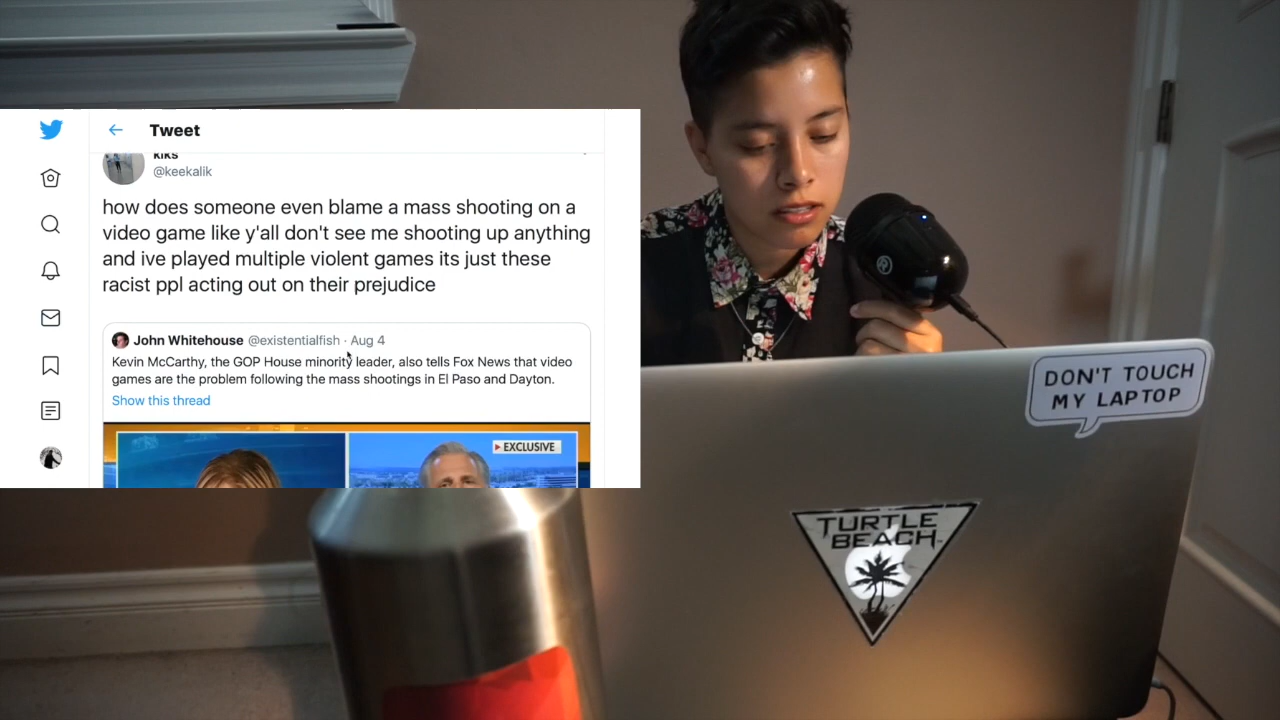 Tweet
kiks
@keekalik
how does someone even blame a mass shooting on a
video game like y'all don't see me shooting up anything
and ive played multiple violent games its just these
racist ppl acting out on their prejudice
John Whitehouse @existentialfish · Aug 4
Kevin McCarthy, the GOP House minority leader, also tells Fox News that video
games are the problem following the mass shootings in El Paso and Dayton.
Show this thread
EXCLUSIVE
DON'T TOUCH
MY LAPTOP
TURTLE
BEACH